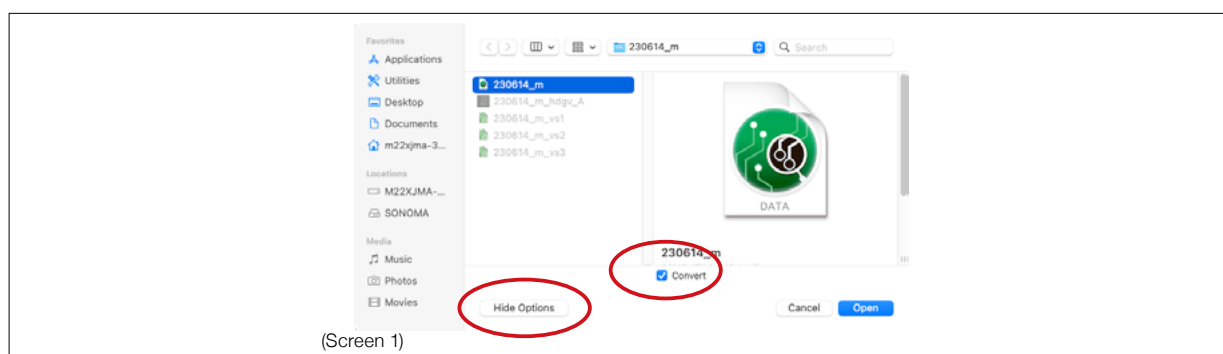 Favorites
Applications
Utilities
Desktop
Documents
m22xjma-3...
Locations
M22XJMA-...
SONOMA
Media
Music
Photos
Movies
230614_m
Search
230614_m
230614_m_hdgv_A
230614_m_vs1
230614_m_vs2
230614_m_vs3
DATA
230614_m
Convert
Hide Options
Cancel
Open
(Screen 1)